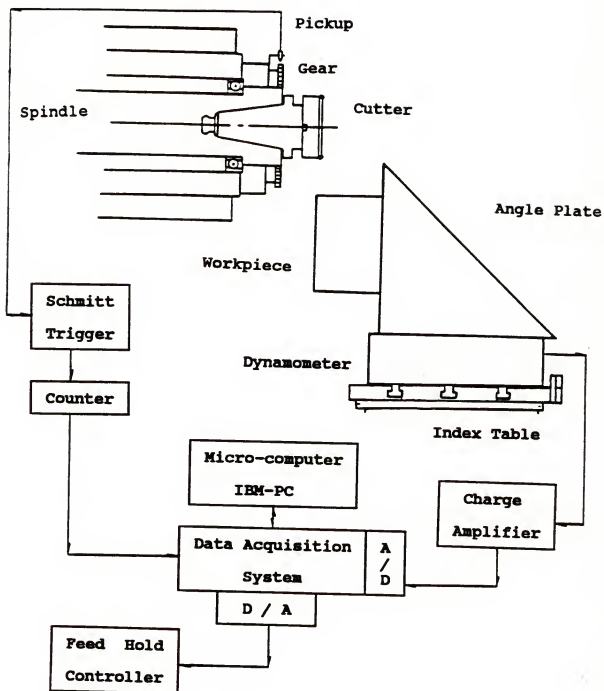 Pickup
Gear
Spindle
Cutter
Angle Plate
Workpiece
Schmitt
Trigger
Dynamometer
Counter
Index Table
Micro-computer
IBM-PC
Charge
Amplifier
Data Acquisition
System
A
/
D
D / A
Feed Hold
Controller